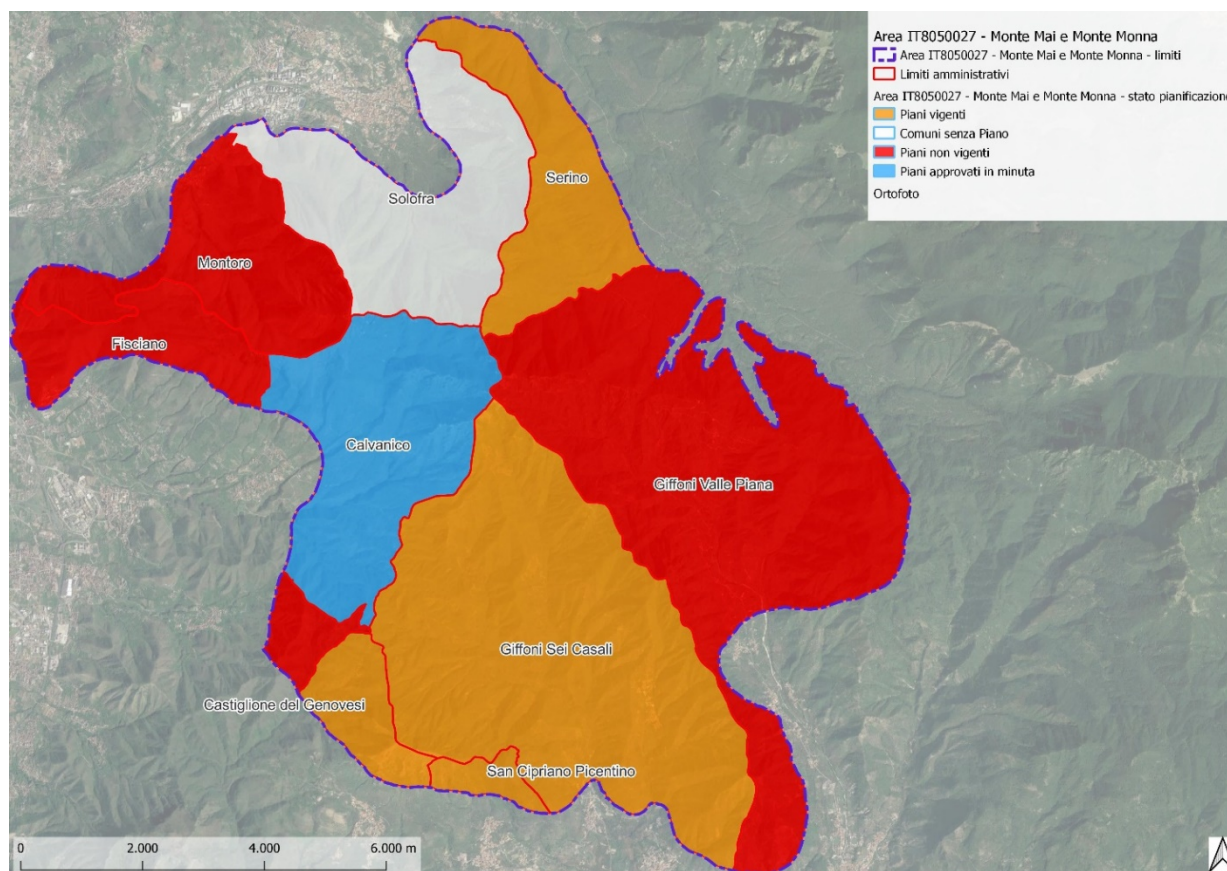 Area IT8050027 - Monte Mai e Monte Monna
Area IT8050027 - Monte Mai e Monte Monna - limiti
Limiti amministrativi
Area IT8050027 - Monte Mai e Monte Monna - stato pianificazione
Piani vigenti
Comuni senza Piano
Piani non vigenti
Piani approvati in minuta
Ortofoto
Serino
Solofra
Montoro
Fisciano
Calvanico
Giffoni Valle Piana
Giffoni Sei Casali
Castiglione del Genovesi
San Cipriano Picentino
0 2.000 4.000 6.000 m